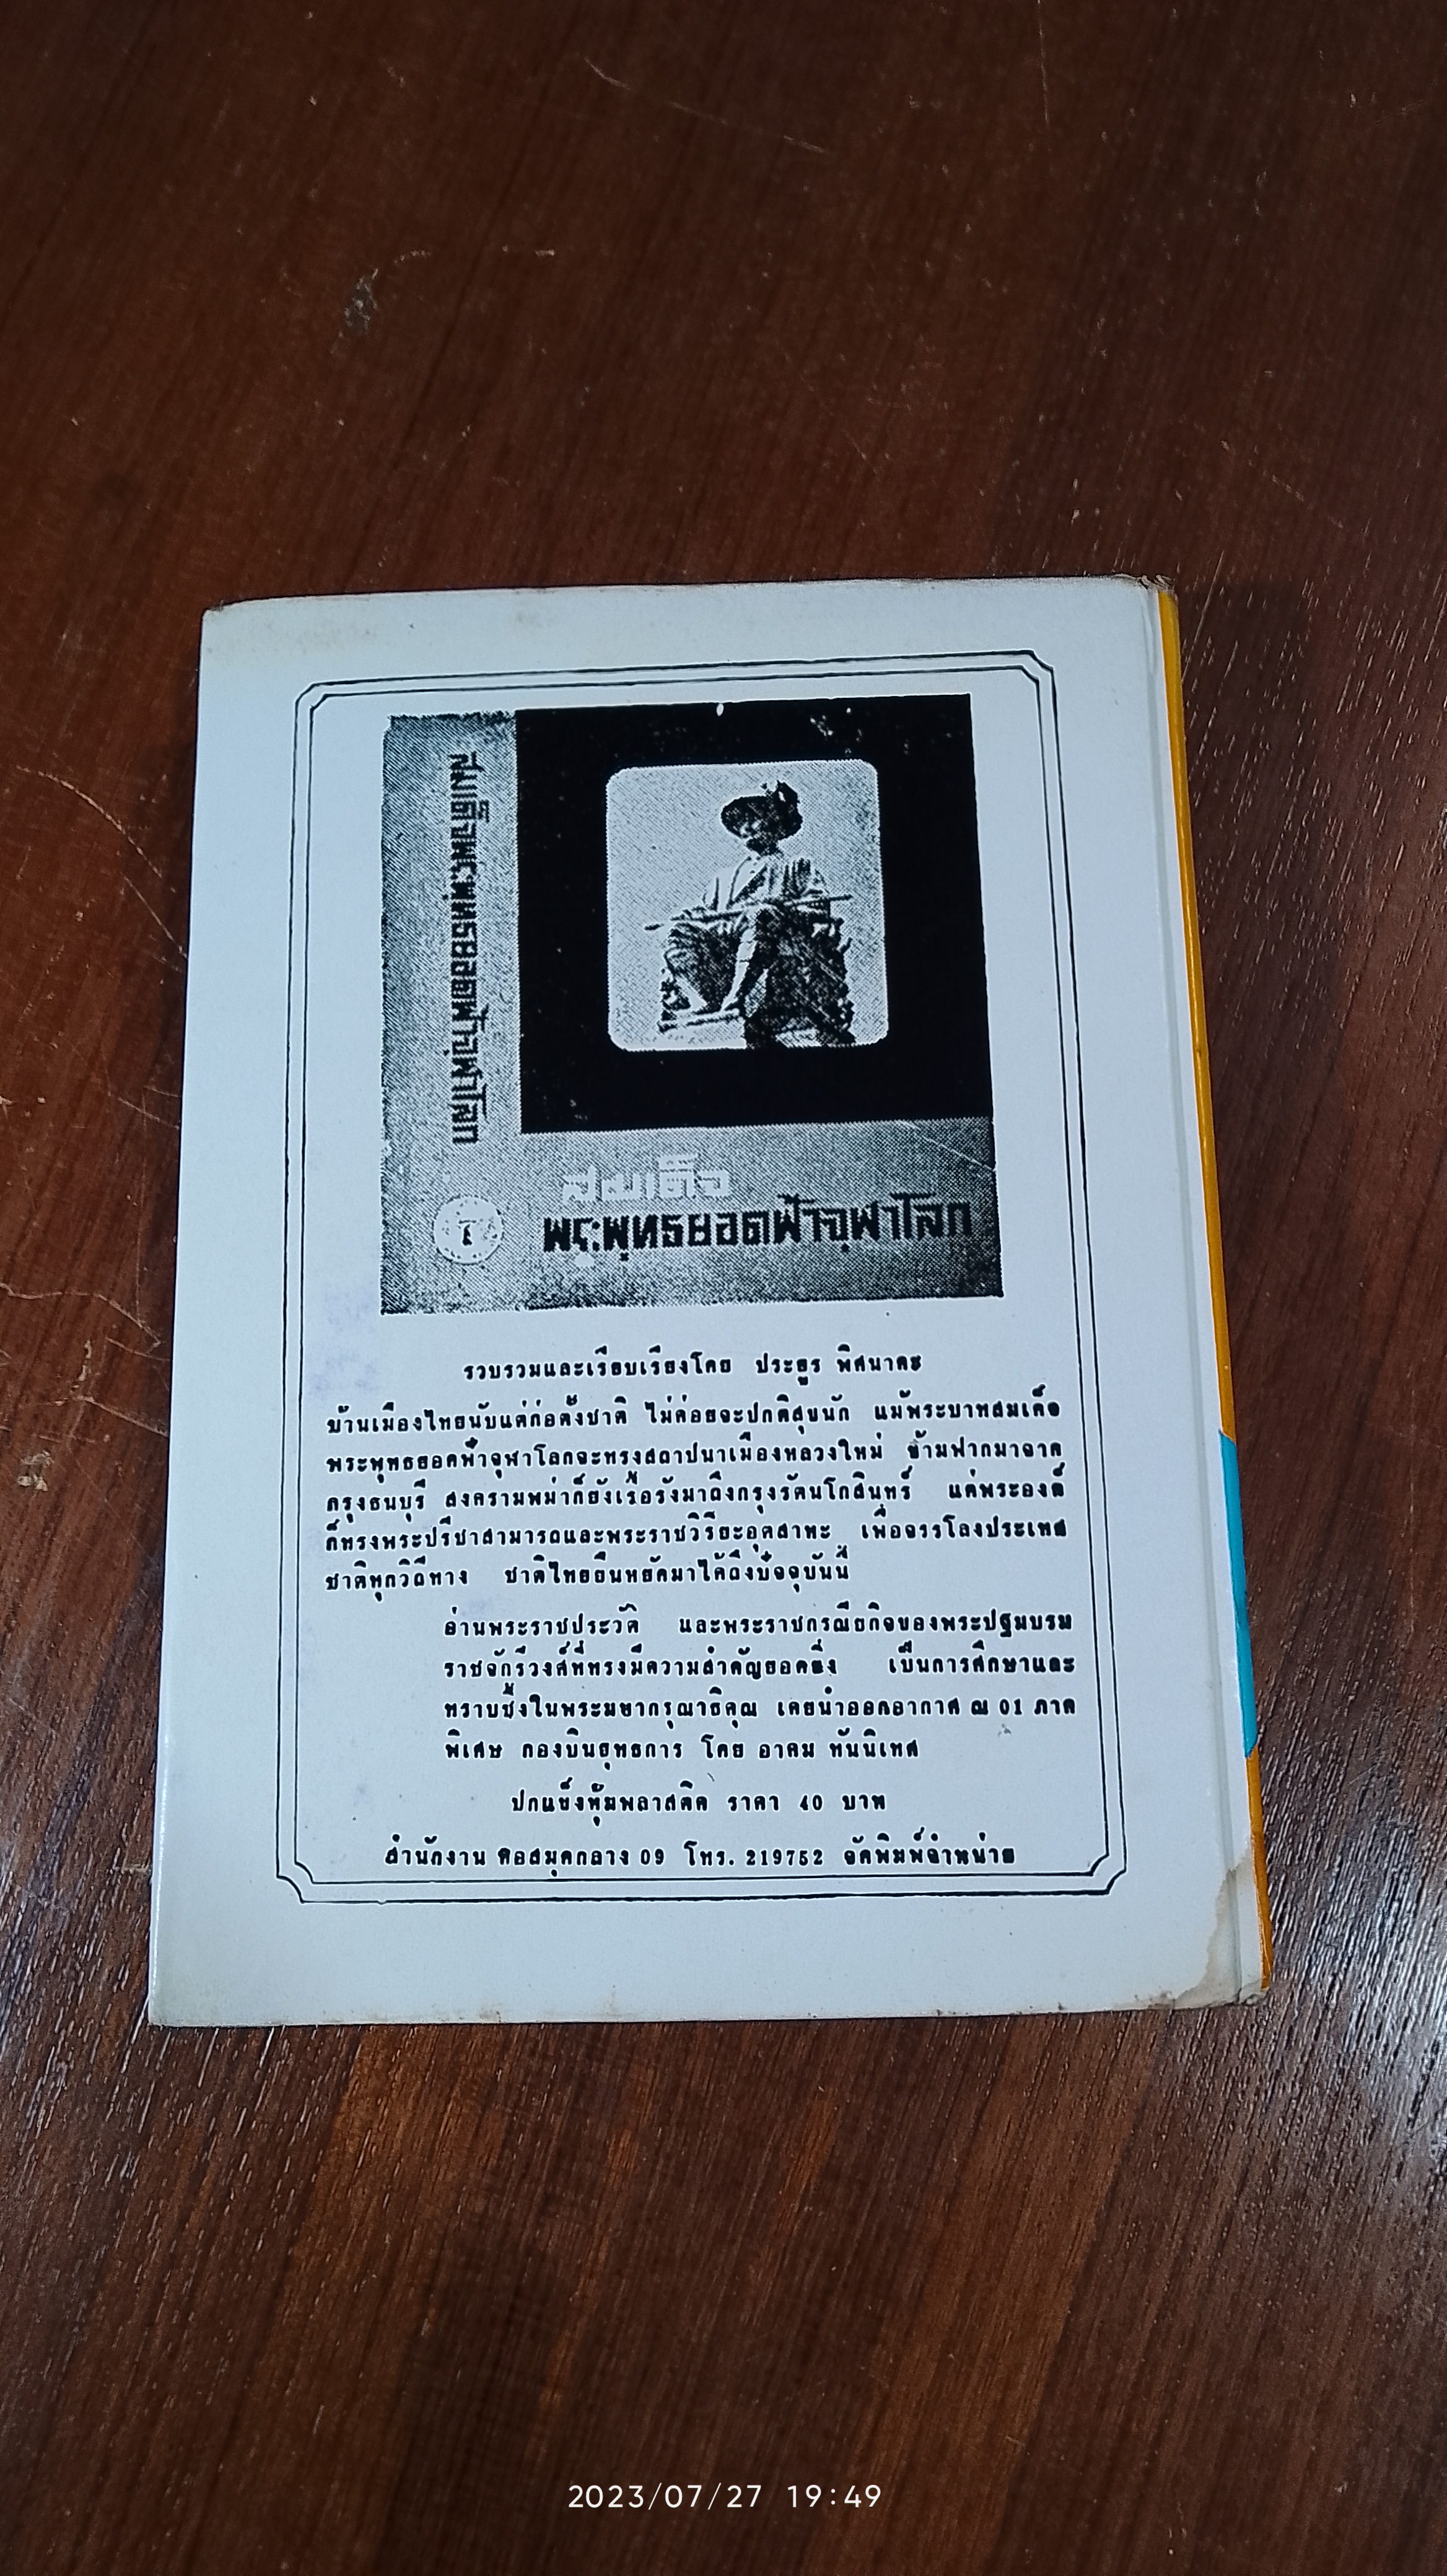 สมเด็จพระพุทธยอดฟ้าจุฬาโลก
สมเด็จ
พระพุทธยอดฟ้าจุฬาโลก
รวบรวมและเรียบเรียงโดย ประยูร พิศนาคะ
บ้านเมืองไทยนับแต่ก่อตั้งชาติ ไม่ค่อยจะปกติสุขนัก แม้พระบาทสมเด็จ
พระพุทธยอดฟ้าจุฬาโลกจะทรงสถาปนาเมืองหลวงใหม่ ข้ามฟากมาจาก
กรุงธนบุรี สงครามพม่าก็ยังเรื้อรังมาถึงกรุงรัตนโกสินทร์ แต่พระองค์
ก็ทรงพระปรีชาสามารถและพระราชวิริยะอุตสาหะ เพื่อจรรโลงประเทศ
ชาติทุกวิถีทาง ชาติไทยยืนหยัดมาได้ถึงปัจจุบันนี้
อ่านพระราชประวัติ และพระราชกรณียกิจของพระปฐมบรม
ราชจักรีวงศ์ที่ทรงมีความสำคัญยอดยิ่ง เป็นการศึกษาและ
ทราบซึ้งในพระมหากรุณาธิคุณ เคยนำออกอากาศ ณ 01 ภาค
พิเศษ กองบินยุทธการ โดย อาคม ทันนิเทศ
ปกแข็งหุ้มพลาสติค ราคา 40 บาท
สำนักงาน หอสมุดกลาง 09 โทร. 219752 จัดพิมพ์จำหน่าย
2023/07/27 19:49